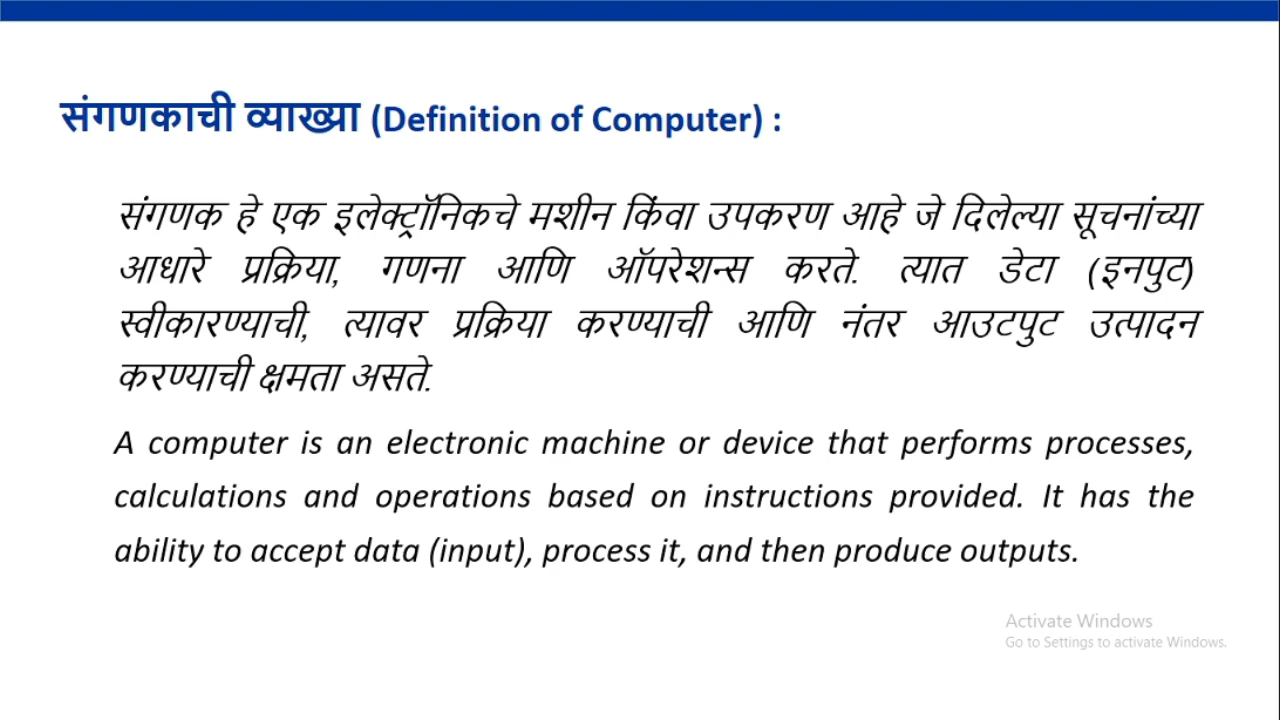 संगणकाची व्याख्या (Definition of Computer) :
संगणक हे एक इलेक्ट्रॉनिकचे मशीन किंवा उपकरण आहे जे दिलेल्या सूचनांच्या
आधारे प्रक्रिया, गणना आणि ऑपरेशन्स करते. त्यात डेटा (इनपुट)
स्वीकारण्याची, त्यावर प्रक्रिया करण्याची आणि नंतर आउटपुट उत्पादन
करण्याची क्षमता असते.
A computer is an electronic machine or device that performs processes,
calculations and operations based on instructions provided. It has the
ability to accept data (input), process it, and then produce outputs.
Activate Windows
Go to Settings to activate Windows.